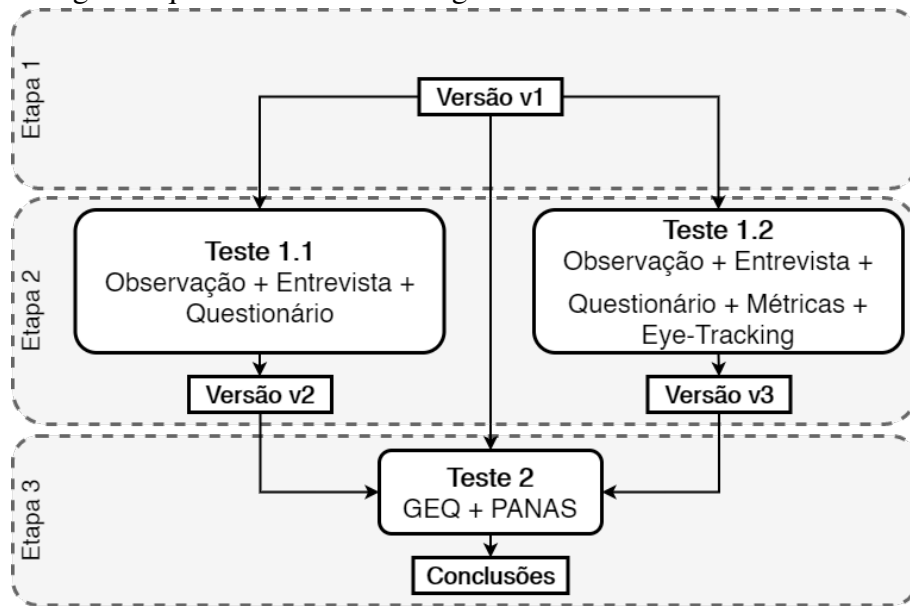 Etapa 1
Versão v1
Etapa 2
Teste 1.1
Observação + Entrevista +
Questionário
Teste 1.2
Observação + Entrevista +
Questionário + Métricas +
Eye-Tracking
Versão v2
Versão v3
Etapa 3
Teste 2
GEQ + PANAS
Conclusões